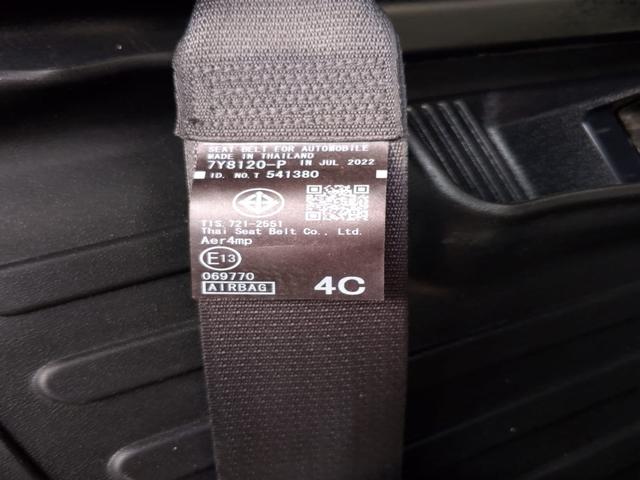 SEAT BELT FOR AUTOMOBILE
MADE IN THAILAND
7Y8120-P IN JUL 2022
ID. NO. T 541380
TIS. 721-2551
Thai Seat Belt Co., Ltd.
Aer4mp
E13
069770
AIRBAG
4C